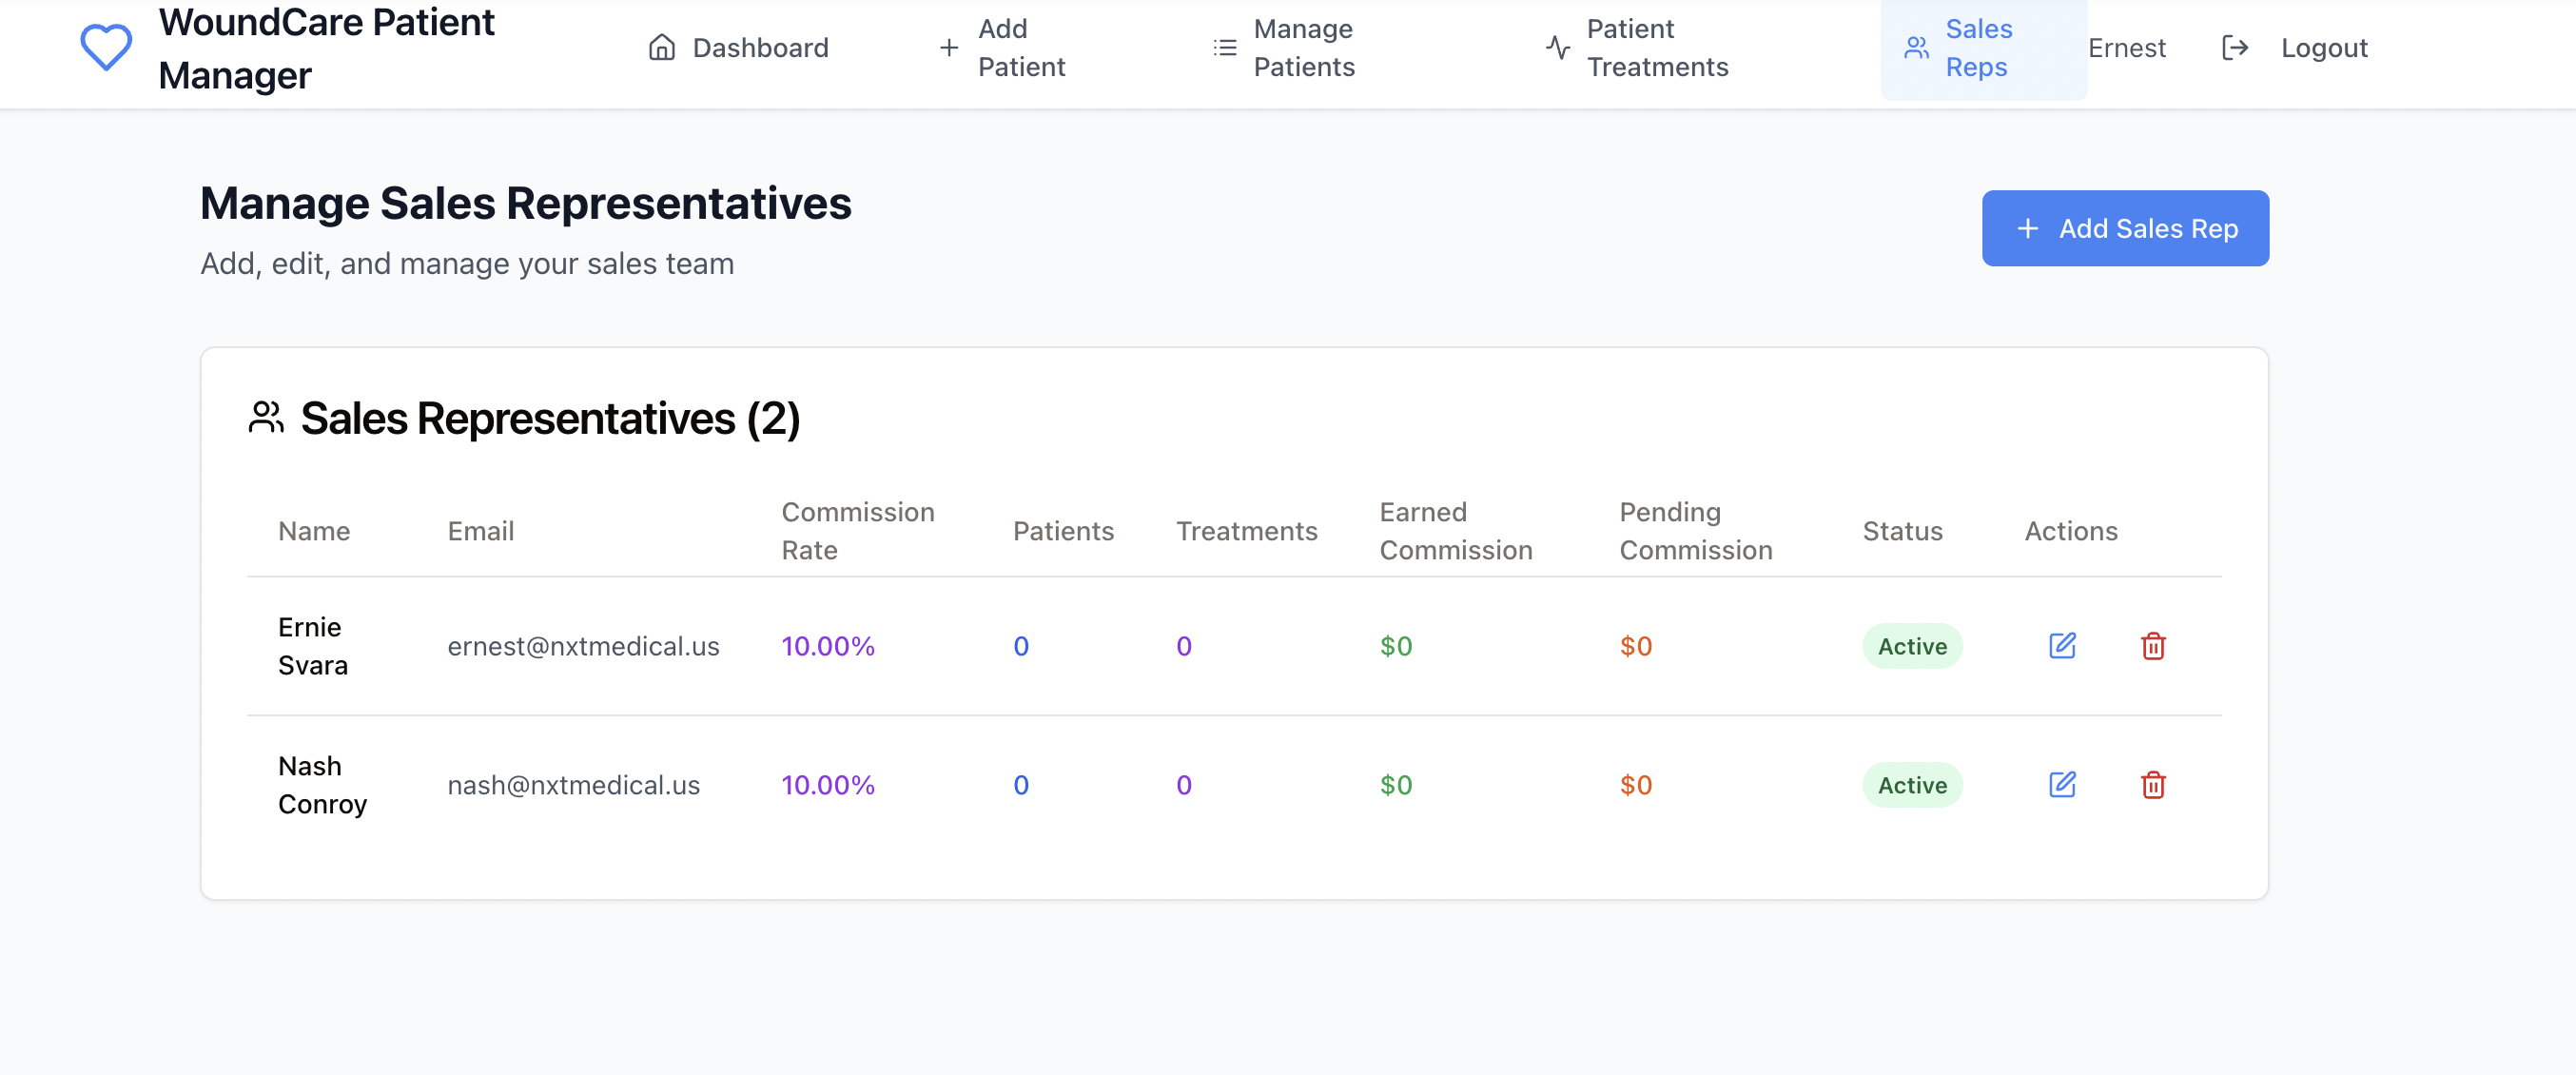 WoundCare Patient
Manager
Dashboard
Add
Patient
Manage
Patients
Patient
Treatments
Sales
Reps
Ernest
Logout
Manage Sales Representatives
Add, edit, and manage your sales team
Add Sales Rep
Sales Representatives (2)
Name
Email
Commission
Rate
Patients
Treatments
Earned
Commission
Pending
Commission
Status
Actions
Ernie
Svara
ernest@nxtmedical.us
10.00%
0
0
$0
$0
Active
Nash
Conroy
nash@nxtmedical.us
10.00%
0
0
$0
$0
Active